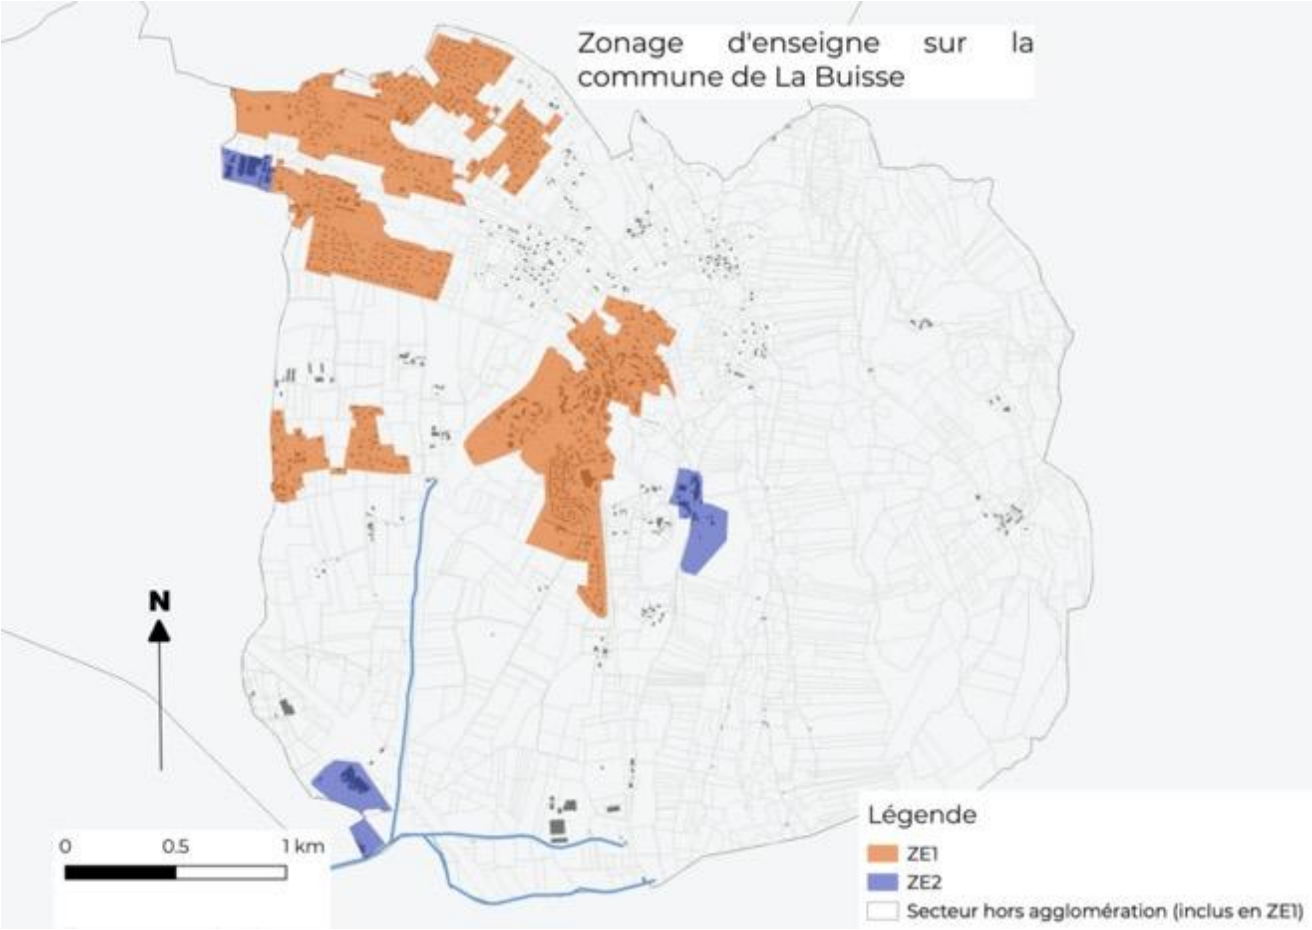 Zonage d'enseigne sur la
commune de La Buisse
N
0 0.5 1 km
Légende
ZE1
ZE2
Secteur hors agglomération (inclus en ZE1)